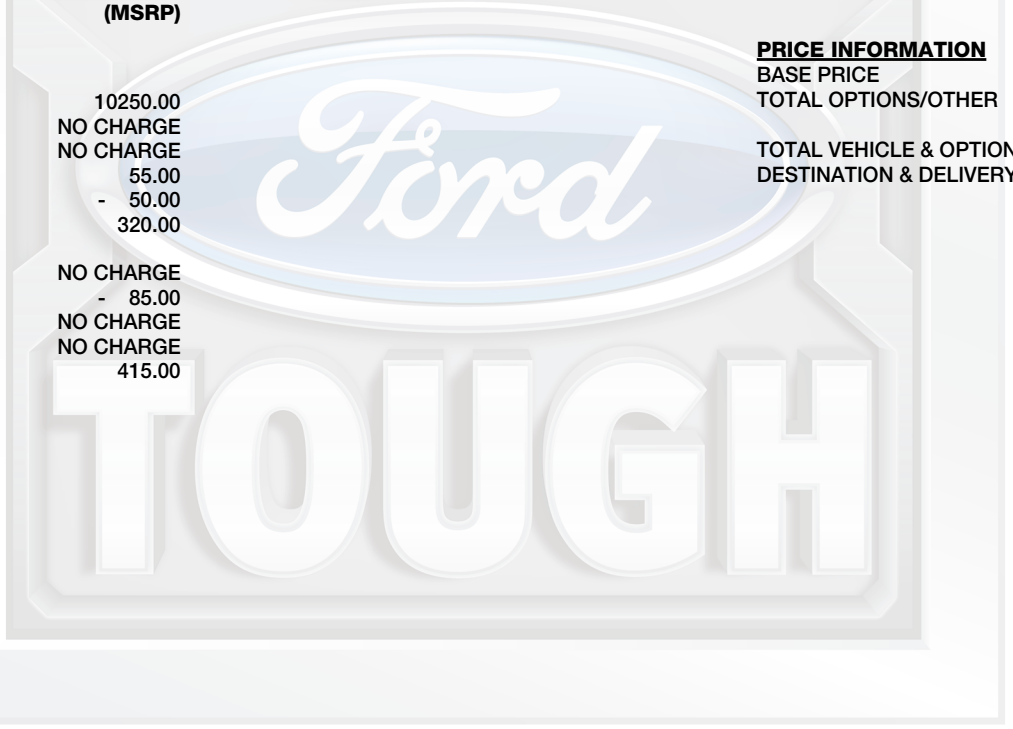 (MSRP)
10250.00
NO CHARGE
NO CHARGE
55.00
- 50.00
320.00
NO CHARGE
- 85.00
NO CHARGE
NO CHARGE
415.00
PRICE INFORMATION
BASE PRICE
TOTAL OPTIONS/OTHER
TOTAL VEHICLE & OPTION
DESTINATION & DELIVERY
Ford
TOUGH